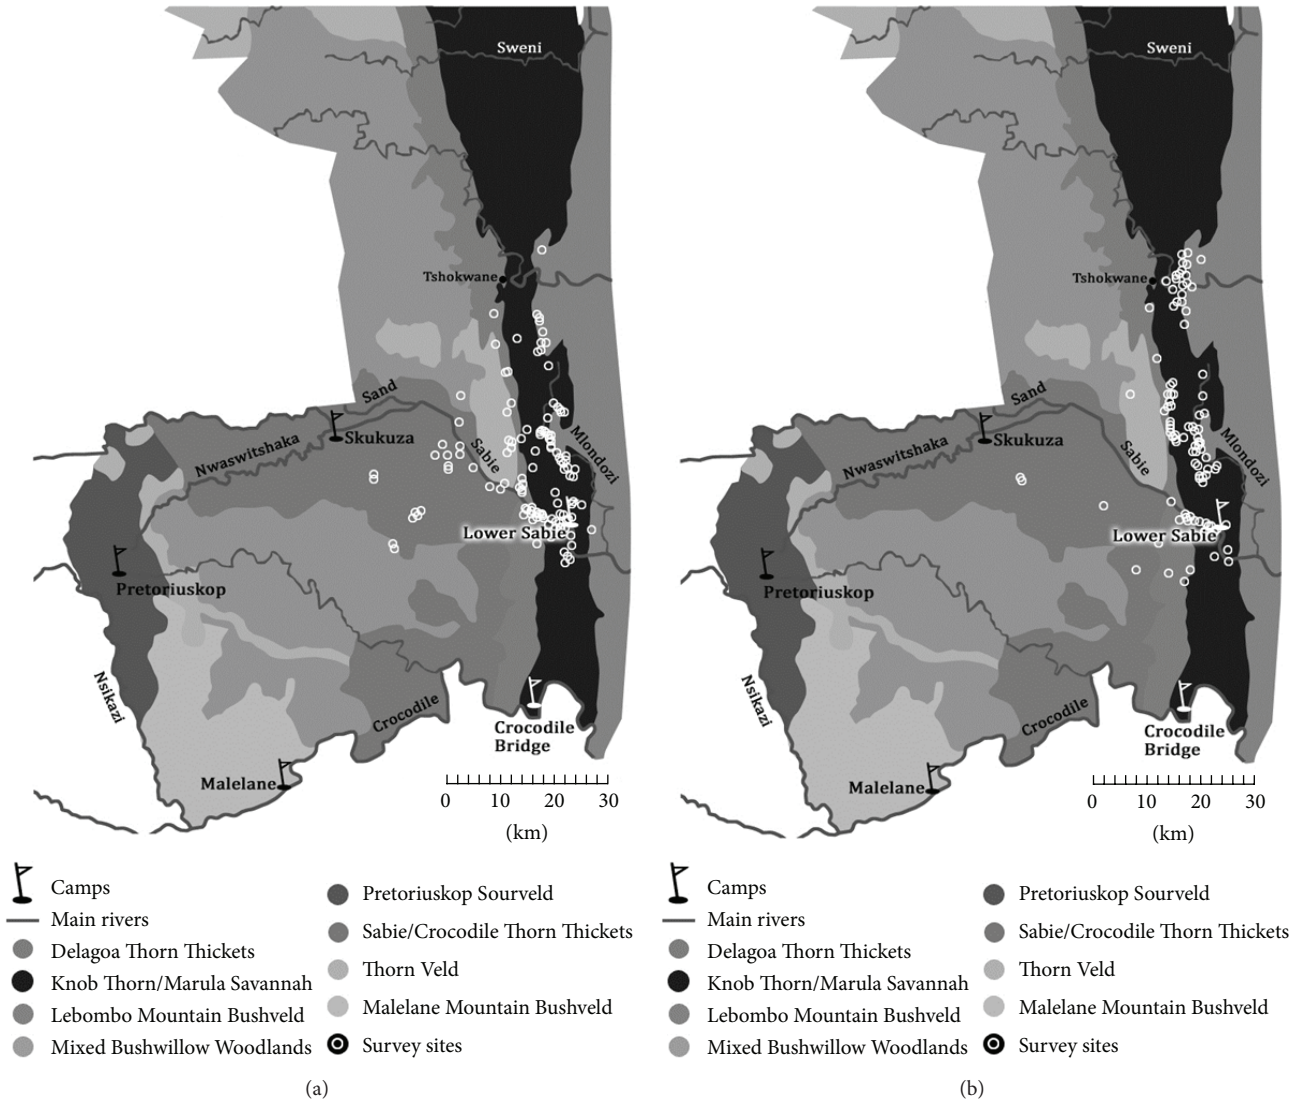 Sweni
Tshokwane
Sand
Skukuza
Nwaswitshaka
Sabie
Mlondozi
Lower Sabie
Pretoriuskop
Nsikazi
Crocodile
Crocodile
Bridge
Malelane
0 10 20 30
(km)
Camps
Main rivers
Delagoa Thorn Thickets
Knob Thorn/Marula Savannah
Lebombo Mountain Bushveld
Mixed Bushwillow Woodlands
Pretoriuskop Sourveld
Sabie/Crocodile Thorn Thickets
Thorn Veld
Malelane Mountain Bushveld
Survey sites
(a)
Sweni
Tshokwane
Sand
Skukuza
Nwaswitshaka
Sabie
Mlondozi
Lower Sabie
Pretoriuskop
Nsikazi
Crocodile
Crocodile
Bridge
Malelane
0 10 20 30
(km)
Camps
Main rivers
Delagoa Thorn Thickets
Knob Thorn/Marula Savannah
Lebombo Mountain Bushveld
Mixed Bushwillow Woodlands
Pretoriuskop Sourveld
Sabie/Crocodile Thorn Thickets
Thorn Veld
Malelane Mountain Bushveld
Survey sites
(b)